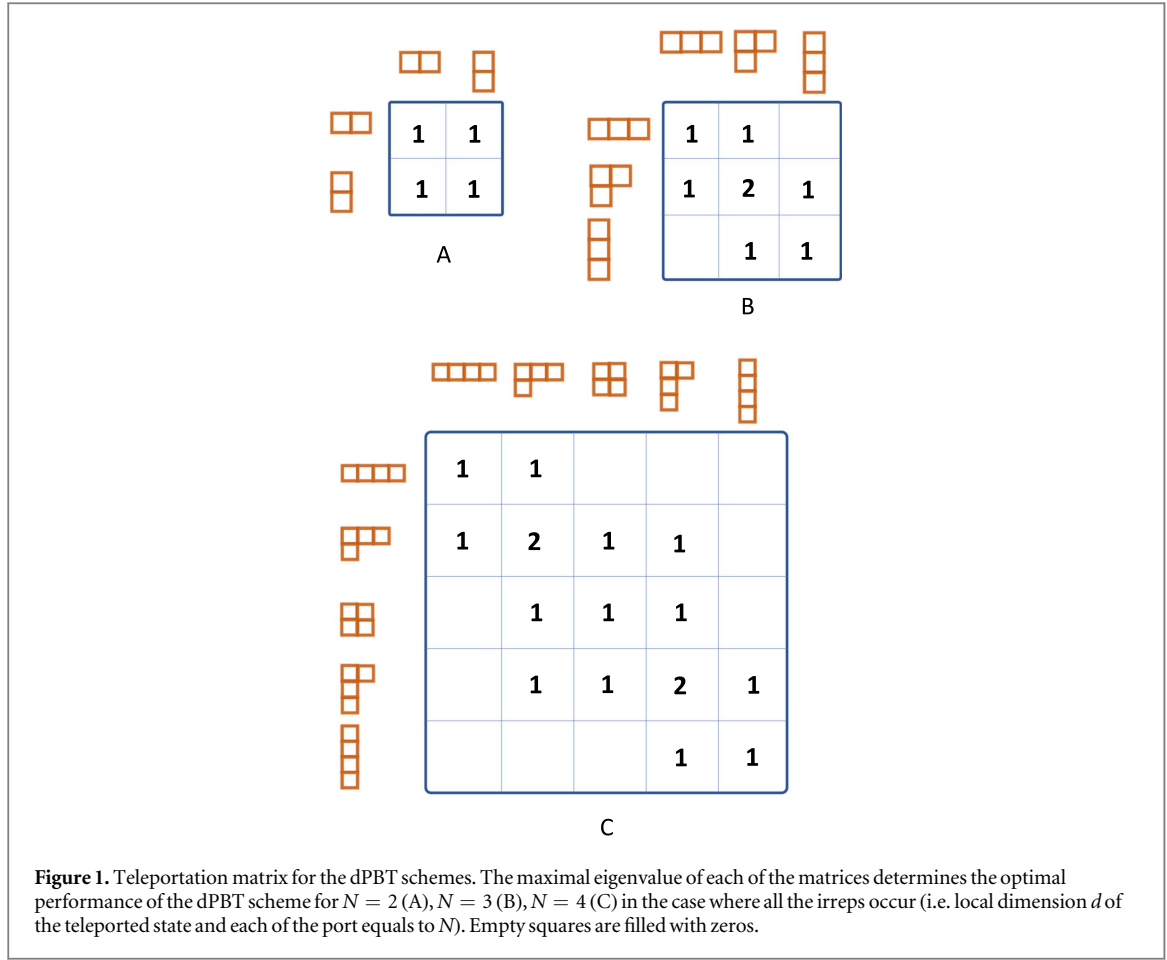 1 1
1 1
A
1 1
1 2 1
1 1
B
1 1
1 2 1 1
1 1 1
1 1 2 1
1 1
C
Figure 1. Teleportation matrix for the dPBT schemes. The maximal eigenvalue of each of the matrices determines the optimal
performance of the dPBT scheme for N = 2 (A), N = 3 (B), N = 4 (C) in the case where all the irreps occur (i.e. local dimension d of
the teleported state and each of the port equals to N). Empty squares are filled with zeros.